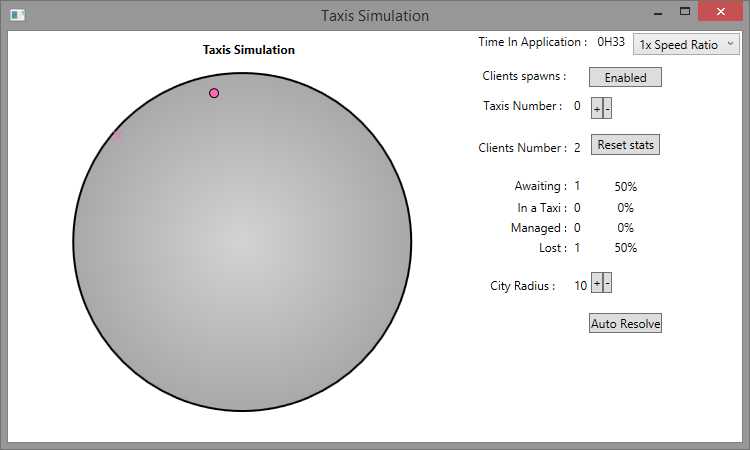 Taxis Simulation
Taxis Simulation
Time In Application : 0H33 1x Speed Ratio
Clients spawns : Enabled
Taxis Number : 0 + -
Clients Number : 2 Reset stats
Awaiting : 1 50%
In a Taxi : 0 0%
Managed : 0 0%
Lost : 1 50%
City Radius : 10 + -
Auto Resolve